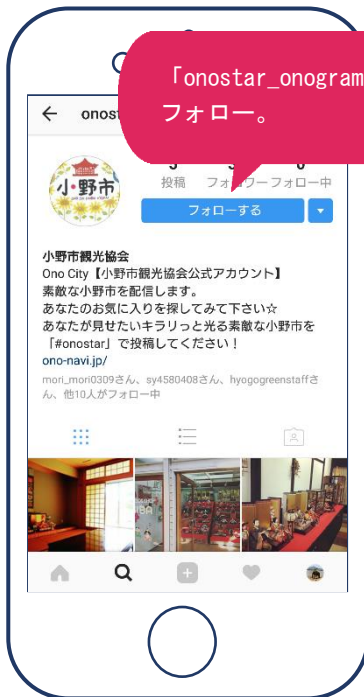 「onostar_onogram
フォロー。
onost
小野市
投稿 フォロワー フォロー中
フォローする
小野市観光協会
Ono City【小野市観光協会公式アカウント】
素敵な小野市を配信します。
あなたのお気に入りを探してみて下さい☆
あなたが見せたいキラリっと光る素敵な小野市を
「#onostar」で投稿してください！
ono-navi.jp/
mori_mori0309さん、sy4580408さん、hyogogreenstaffさ
ん、他10人がフォロー中